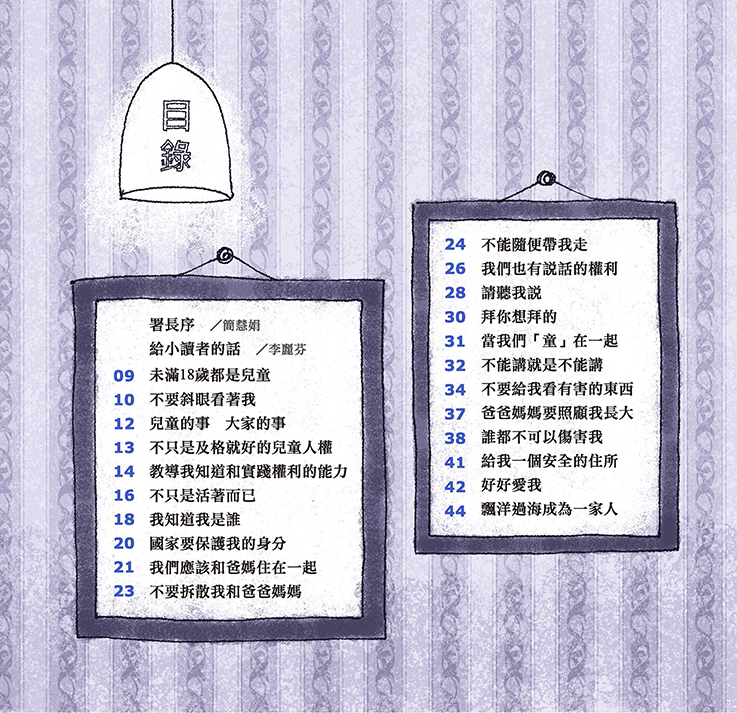 目錄
署長序　／簡慧娟
給小讀者的話　／李麗芬
09 未滿18歲都是兒童
10 不要斜眼看著我
12 兒童的事　大家的事
13 不只是及格就好的兒童人權
14 教導我知道和實踐權利的能力
16 不只是活著而已
18 我知道我是誰
20 國家要保護我的身分
21 我們應該和爸媽住在一起
23 不要拆散我和爸爸媽媽
24 不能隨便帶我走
26 我們也有説話的權利
28 請聽我説
30 拜你想拜的
31 當我們「童」在一起
32 不能講就是不能講
34 不要給我看有害的東西
37 爸爸媽媽要照顧我長大
38 誰都不可以傷害我
41 給我一個安全的住所
42 好好愛我
44 飄洋過海成為一家人